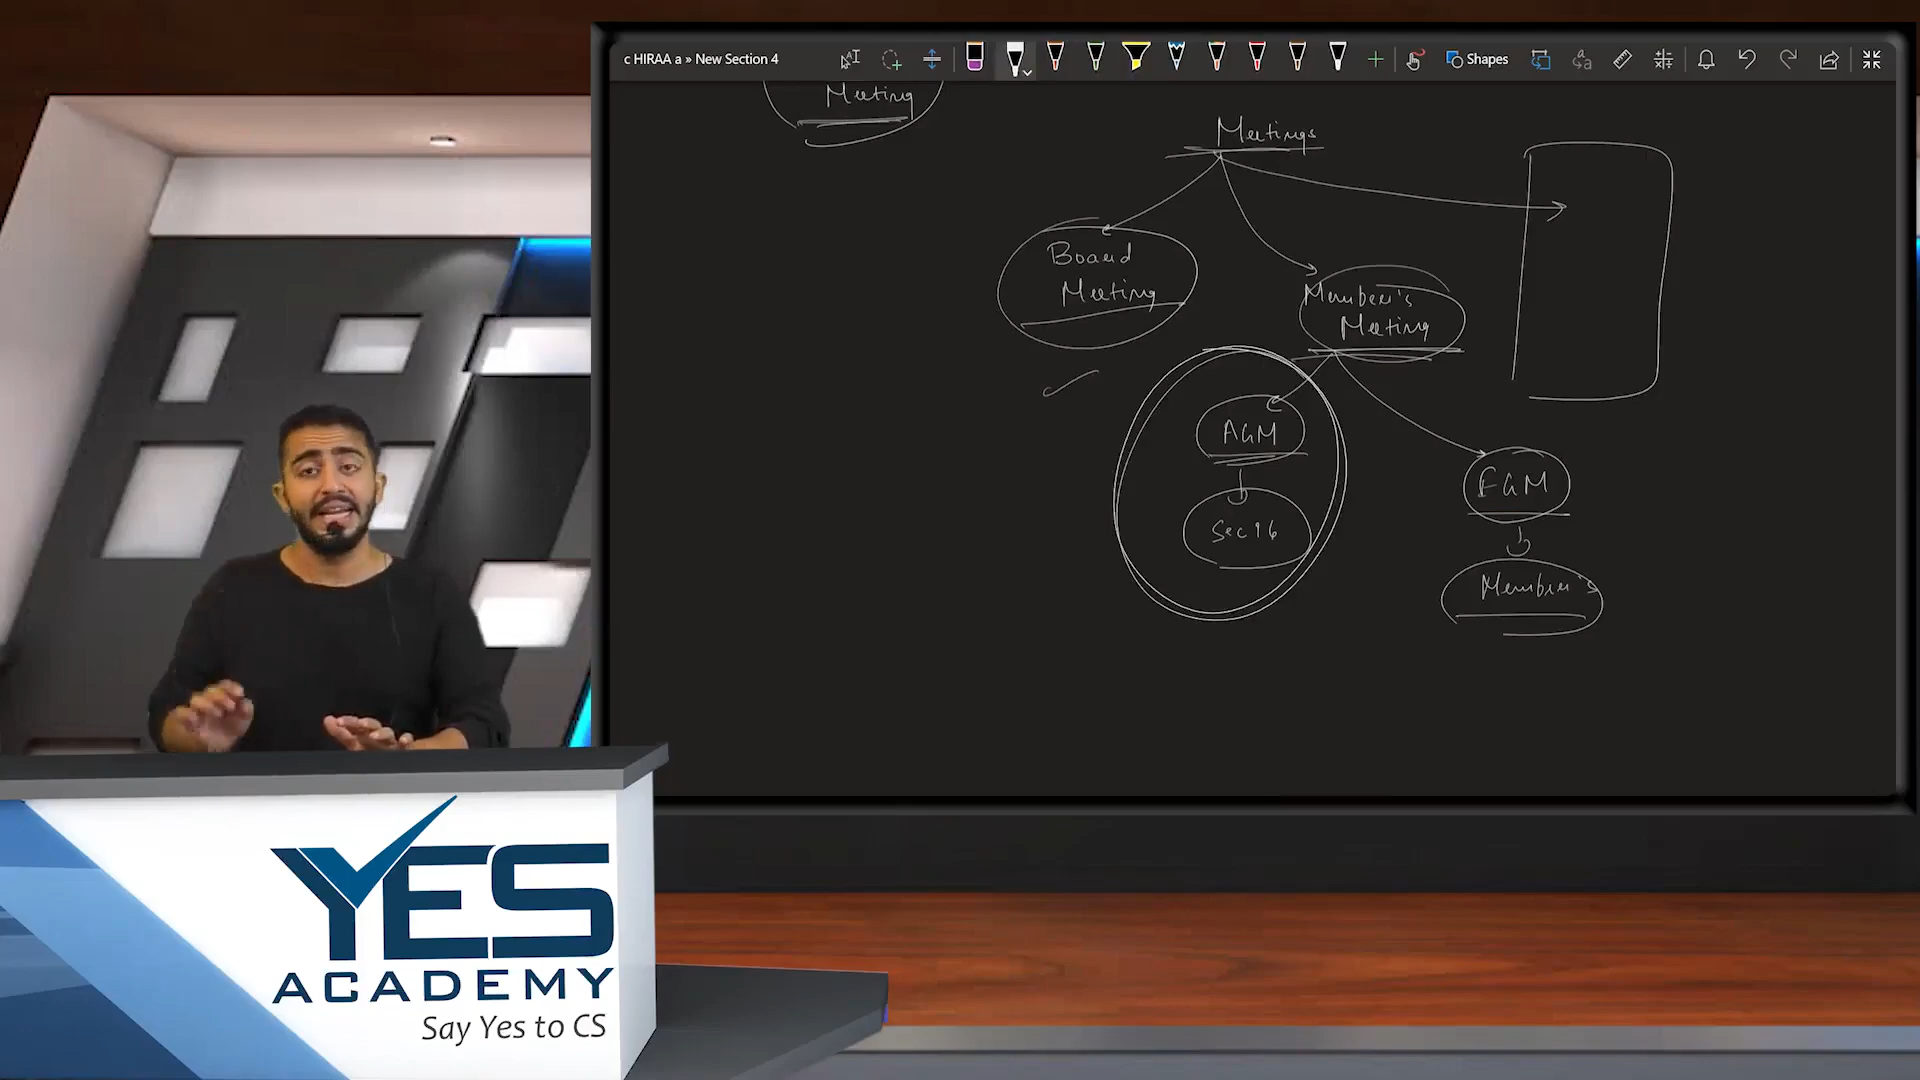 c HIRAA a » New Section 4
Shapes
Meeting
Meetings
Board
Meeting
Member's
Meeting
AGM
EGM
Sec 96
Member's
YES
ACADEMY
Say Yes to CS